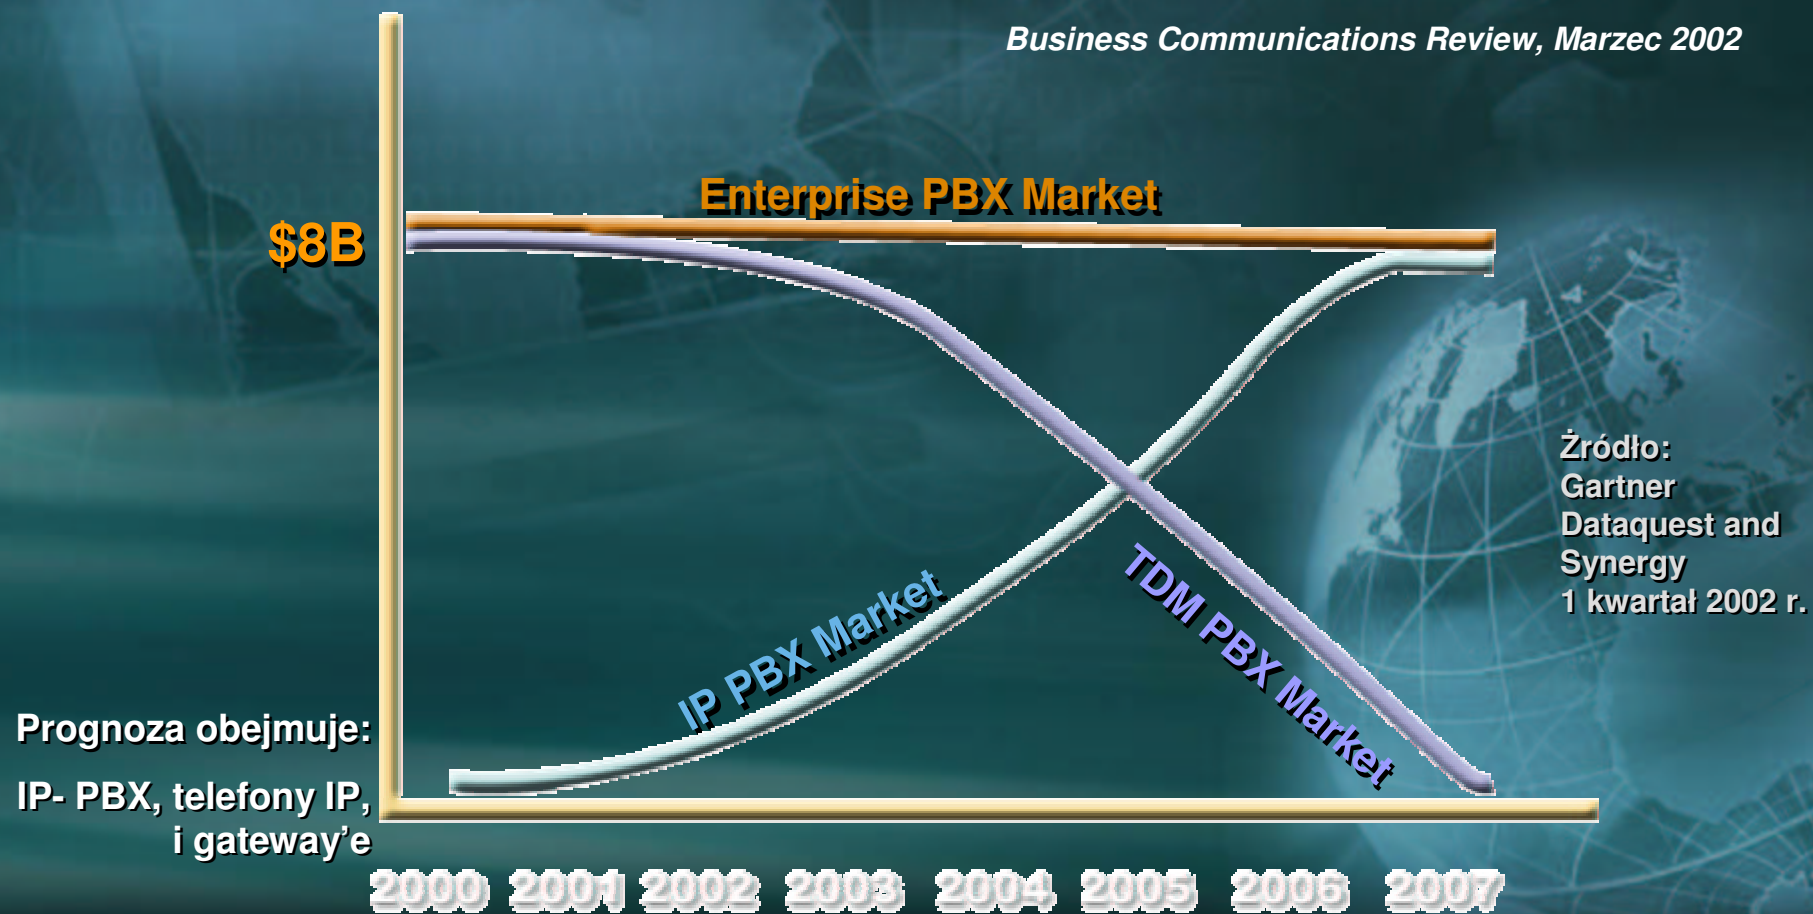 Business Communications Review, Marzec 2002
Enterprise PBX Market
$8B
Żródło:
Gartner
Dataquest and
Synergy
1 kwartał 2002 r.
IP PBX Market
TDM PBX Market
Prognoza obejmuje:
IP- PBX, telefony IP,
i gateway’e
2000 2001 2002 2003 2004 2005 2006 2007